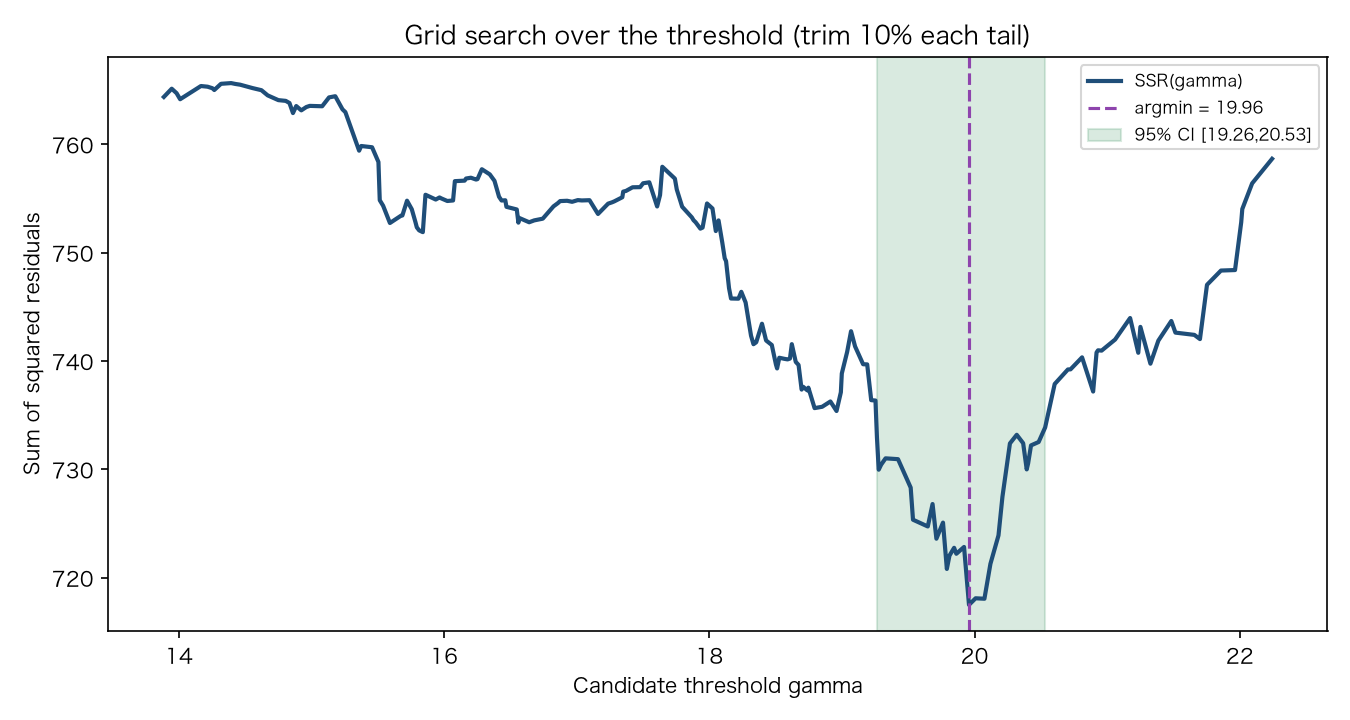 Grid search over the threshold (trim 10% each tail)
SSR(gamma)
argmin = 19.96
95% CI [19.26,20.53]
Sum of squared residuals
760
750
740
730
720
14 16 18 20 22
Candidate threshold gamma